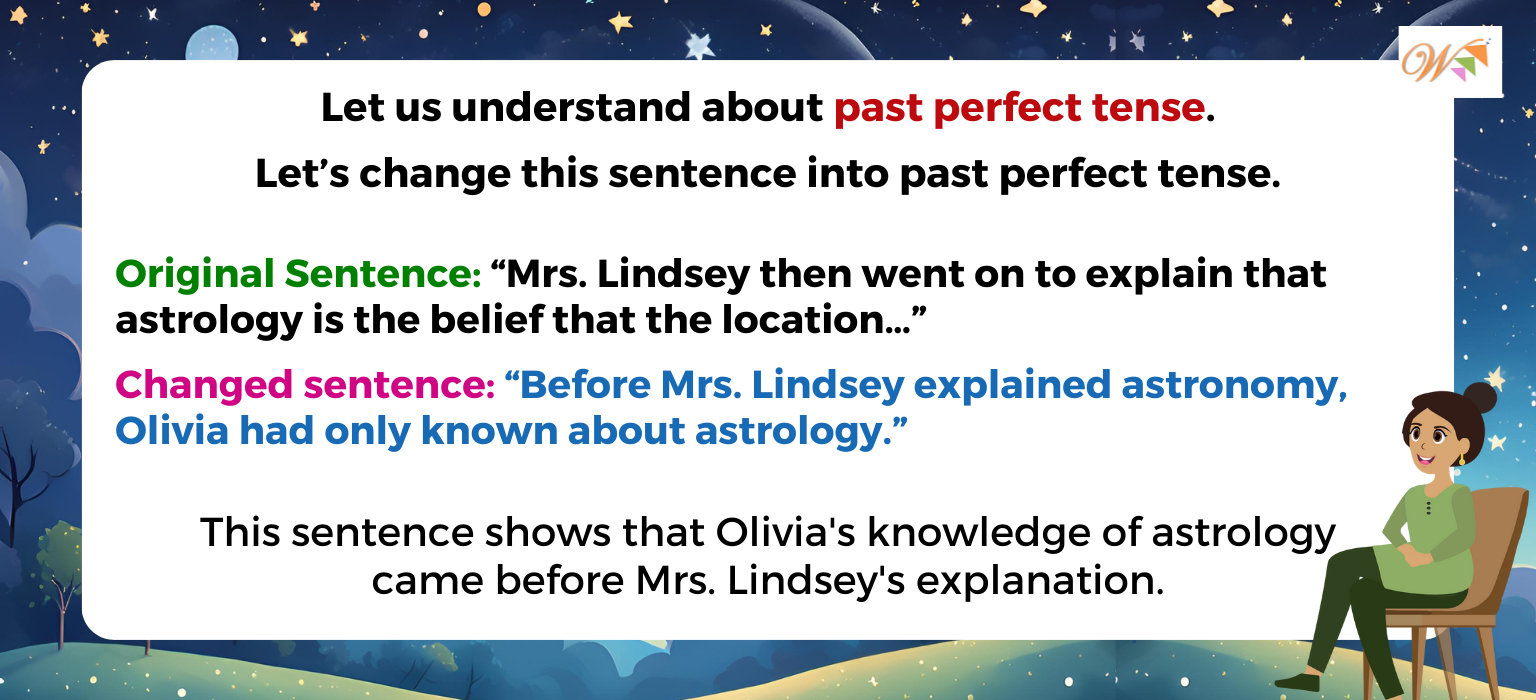 W
Let us understand about past perfect tense.
Let’s change this sentence into past perfect tense.
Original Sentence: “Mrs. Lindsey then went on to explain that
astrology is the belief that the location...”
Changed sentence: “Before Mrs. Lindsey explained astronomy,
Olivia had only known about astrology.”
This sentence shows that Olivia's knowledge of astrology
came before Mrs. Lindsey's explanation.